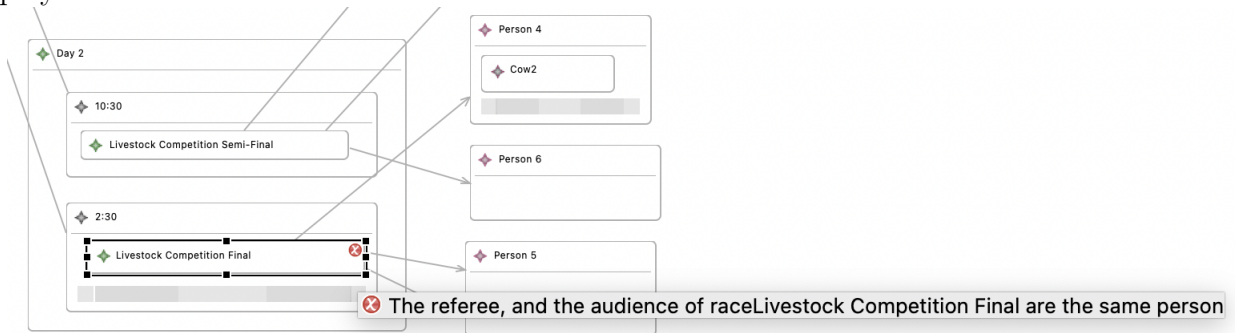 Day 2
10:30
Livestock Competition Semi-Final
2:30
Livestock Competition Final
Person 4
Cow2
Person 6
Person 5
The referee, and the audience of raceLivestock Competition Final are the same person